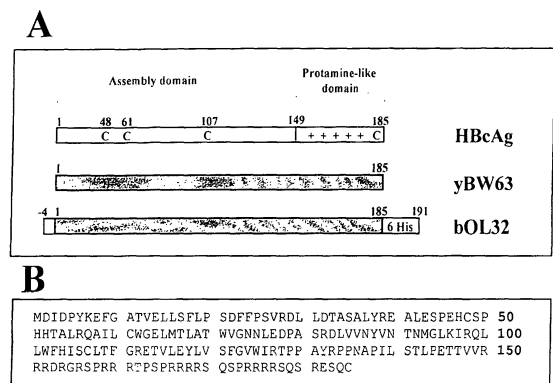 A
Assembly domain Protamine-like
domain
1 48 61 107 149 185
C C C + + + + + C HBcAg
1 185
yBW63
-4 1 185 191
6 His bOL32
B
MDIDPYKEFG ATVELLSFLP SDFFPSVRDL LDTASALYRE ALESPEHCSP 50
HHTALRQAIL CWGELMTLAT WVGNNLEDPA SRDLVVNYVN TNMGLKIRQL 100
LWFHISCLTF GRETVLEYLV SFGVWIRTPP AYRPPNAPIL STLPETTVVR 150
RRDRGRSPRR RTPSPRRRRS QSPRRRRSQS RESQC